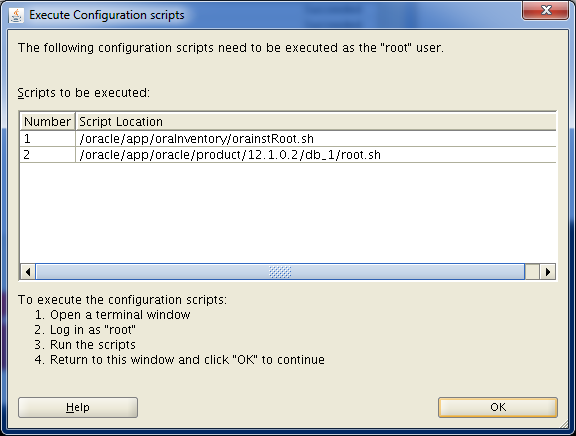 Execute Configuration scripts
The following configuration scripts need to be executed as the "root" user.
Scripts to be executed:
Number Script Location
1 /oracle/app/oraInventory/orainstRoot.sh
2 /oracle/app/oracle/product/12.1.0.2/db_1/root.sh
To execute the configuration scripts:
1. Open a terminal window
2. Log in as "root"
3. Run the scripts
4. Return to this window and click "OK" to continue
Help OK